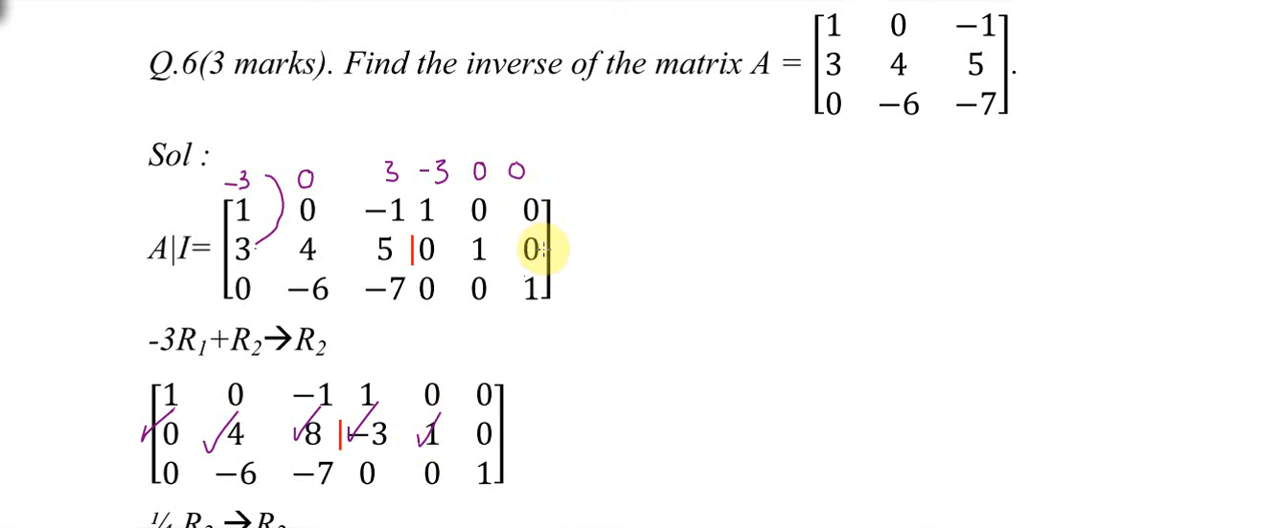 Q.6(3 marks). Find the inverse of the matrix A = [1 0 −1
3 4 5
0 −6 −7].
Sol :
-3 0 3 -3 0 0
A|I= [1 0 −1 1 0 0
3 4 5 |0 1 0
0 −6 −7 0 0 1]
-3R₁+R₂→R₂
[1 0 −1 1 0 0
0 4 8 |−3 1 0
0 −6 −7 0 0 1]